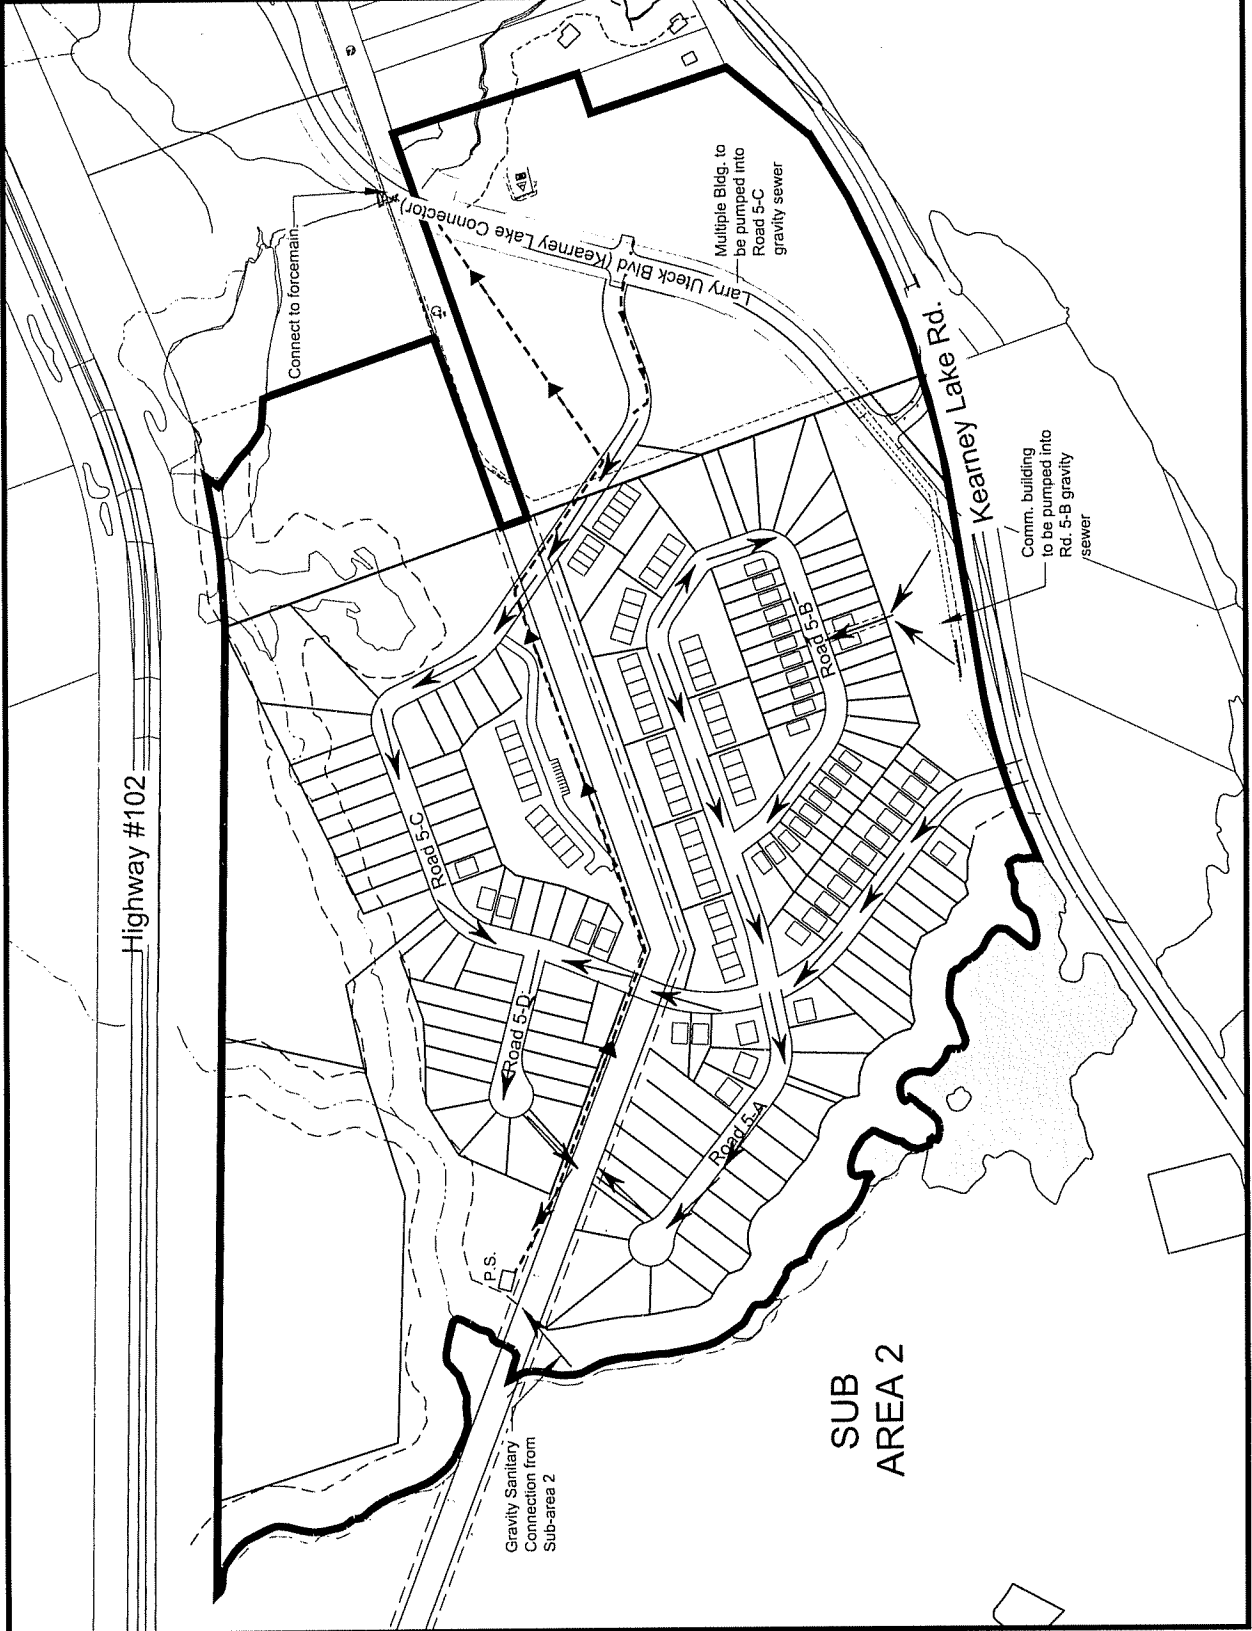 Highway #102
Connect to forcemain
Larry Uteck Blvd (Kearney Lake Connector)
Multiple Bldg. to
be pumped into
Road 5-C
gravity sewer
Kearney Lake Rd.
Comm. building
to be pumped into
Rd. 5-B gravity
sewer
Road 5-B
Road 5-C
Road 5-D
Road 5-A
P.S.
Gravity Sanitary
Connection from
Sub-area 2
SUB
AREA 2